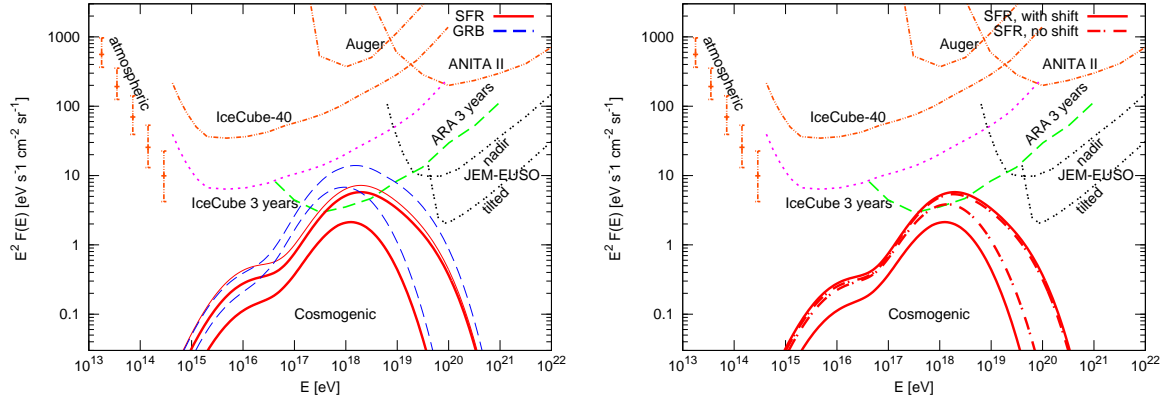 SFR
GRB
1000
100
10
1
0.1
E² F(E) [eV s⁻¹ cm⁻² sr⁻¹]
atmospheric
Auger
ANITA II
IceCube-40
ARA 3 years
nadir
JEM-EUSO
tilted
IceCube 3 years
Cosmogenic
10¹³ 10¹⁴ 10¹⁵ 10¹⁶ 10¹⁷ 10¹⁸ 10¹⁹ 10²⁰ 10²¹ 10²²
E [eV]
SFR, with shift
SFR, no shift
1000
100
10
1
0.1
E² F(E) [eV s⁻¹ cm⁻² sr⁻¹]
atmospheric
Auger
ANITA II
IceCube-40
ARA 3 years
nadir
JEM-EUSO
tilted
IceCube 3 years
Cosmogenic
10¹³ 10¹⁴ 10¹⁵ 10¹⁶ 10¹⁷ 10¹⁸ 10¹⁹ 10²⁰ 10²¹ 10²²
E [eV]